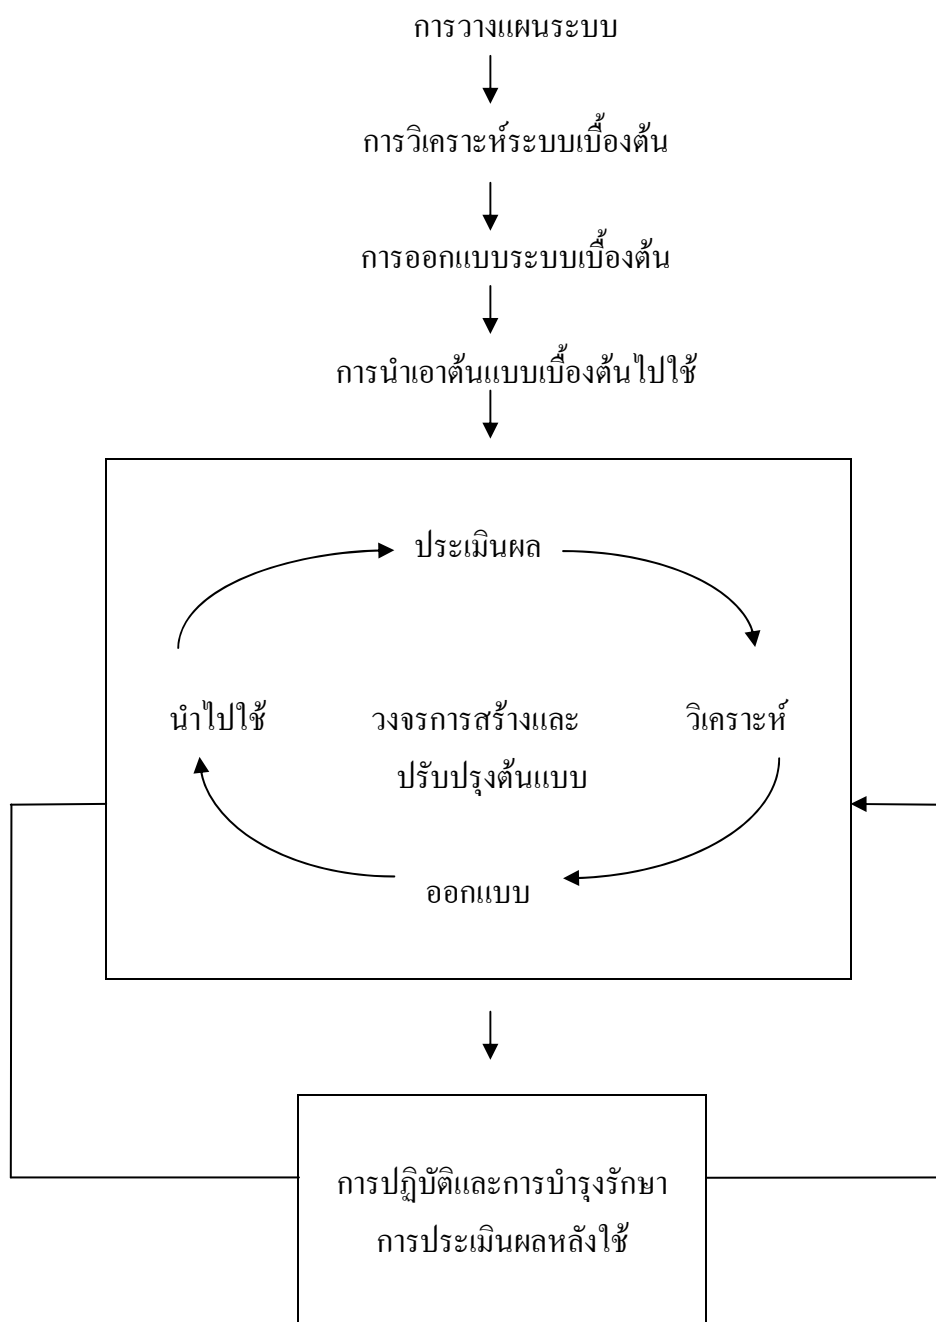 การวางแผนระบบ
การวิเคราะห์ระบบเบื้องต้น
การออกแบบระบบเบื้องต้น
การนำเอาต้นแบบเบื้องต้นไปใช้
ประเมินผล
นำไปใช้
วงจรการสร้างและ
ปรับปรุงต้นแบบ
วิเคราะห์
ออกแบบ
การปฏิบัติและการบำรุงรักษา
การประเมินผลหลังใช้